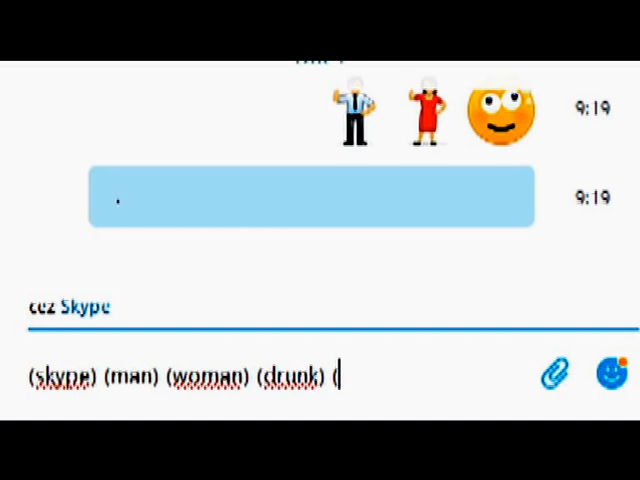 9:19
.
9:19
cez Skype
(skype) (man) (woman) (drunk) (